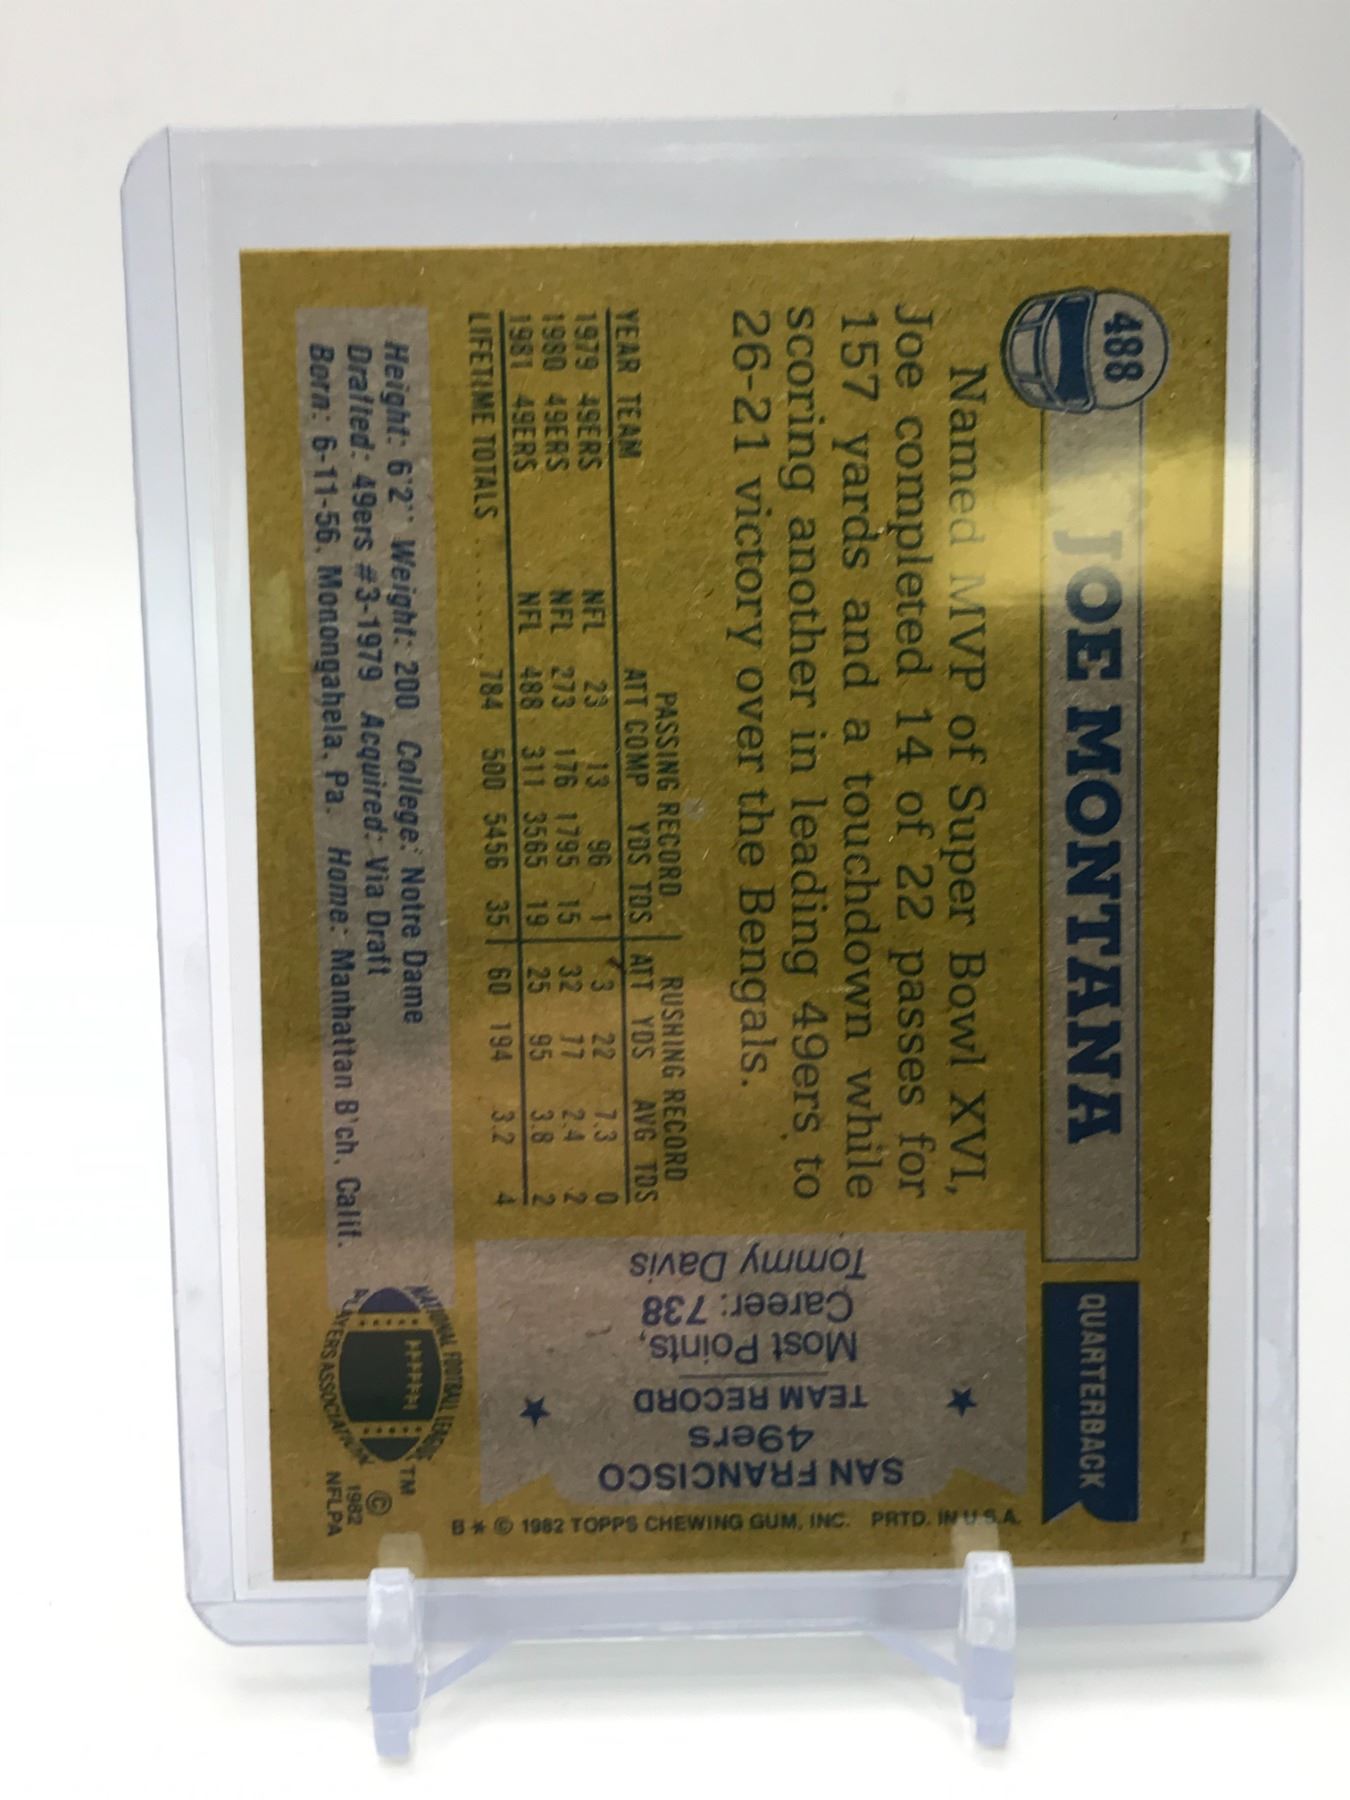 488
JOE MONTANA
QUARTERBACK
Named MVP of Super Bowl XVI,
Joe completed 14 of 22 passes for
157 yards and a touchdown while
scoring another in leading 49ers to
26-21 victory over the Bengals.
PASSING RECORD RUSHING RECORD
YEAR TEAM ATT COMP YDS TDS ATT YDS AVG TDS
1979 49ERS NFL 23 13 96 1 3 22 7.3 0
1980 49ERS NFL 273 176 1795 15 32 77 2.4 2
1981 49ERS NFL 488 311 3565 19 25 95 3.8 2
LIFETIME TOTALS ........ 784 500 5456 35 60 194 3.2 4
Height: 6'2'' Weight: 200 College: Notre Dame
Drafted: 49ers #3-1979 Acquired: Via Draft
Born: 6-11-56, Monongahela, Pa. Home: Manhattan B'ch, Calif.
SAN FRANCISCO
49ers
TEAM RECORD
Most Points,
Career: 738
Tommy Davis
NATIONAL FOOTBALL LEAGUE
PLAYERS ASSOCIATION
TM
©
1982
NFLPA
B * © 1982 TOPPS CHEWING GUM, INC. PRTD. IN U.S.A.